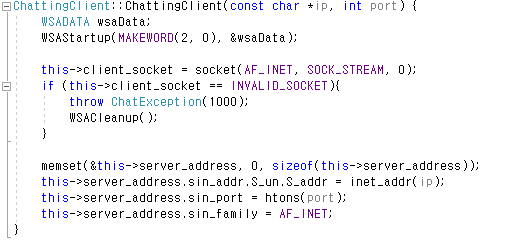 ChattingClient::ChattingClient(const char *ip, int port) {
    WSADATA wsaData;
    WSAStartup(MAKEWORD(2, 0), &wsaData);

    this->client_socket = socket(AF_INET, SOCK_STREAM, 0);
    if (this->client_socket == INVALID_SOCKET){
        throw ChatException(1000);
        WSACleanup();
    }

    memset(&this->server_address, 0, sizeof(this->server_address));
    this->server_address.sin_addr.S_un.S_addr = inet_addr(ip);
    this->server_address.sin_port = htons(port);
    this->server_address.sin_family = AF_INET;
}